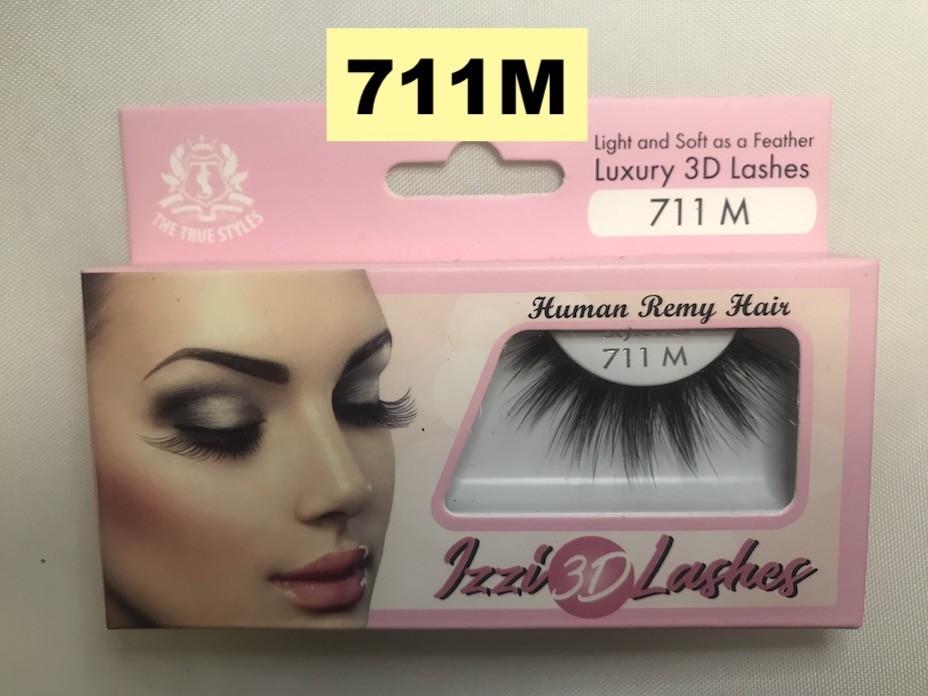 711M
Light and Soft as a Feather
Luxury 3D Lashes
711 M
THE TRUE STYLES
Human Remy Hair
711 M
Izzi 3D Lashes